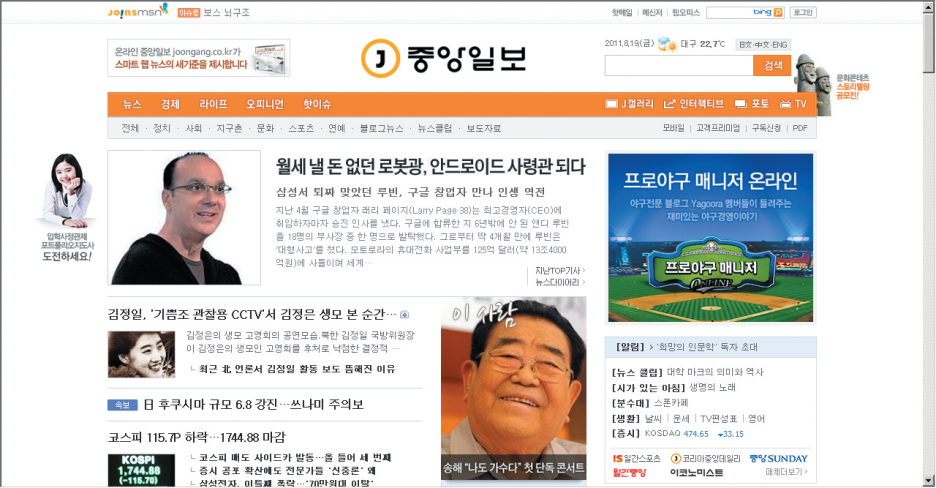 JOINSMSN 이슈팝 보스 뇌구조
핫메일 | 메신저 | 웹오피스 bing 로그인
온라인 중앙일보 joongang.co.kr가
스마트 웹 뉴스의 새기준을 제시합니다
J 중앙일보
2011.8.19.(금) 대구 22.7℃ 日文·中文·ENG
검색
문화콘텐츠
스토리텔링
공모전!
뉴스 경제 라이프 오피니언 핫이슈 J갤러리 인터랙티브 포토 TV
전체 · 정치 · 사회 · 지구촌 · 문화 · 스포츠 · 연예 · 블로그뉴스 · 뉴스클립 · 보도자료
모바일 | 고객프리미엄 | 구독신청 | PDF
입학사정관제
포트폴리오지도사
도전하세요!
월세 낼 돈 없던 로봇광, 안드로이드 사령관 되다
삼성서 퇴짜 맞았던 루빈, 구글 창업자 만나 인생 역전
지난 4월 구글 창업자 래리 페이지(Larry Page·38)는 최고경영자(CEO)에
취임하자마자 승진 인사를 냈다. 구글에 합류한 지 6년밖에 안 된 앤디 루빈
을 18명의 부사장 중 한 명으로 발탁했다. 그로부터 딱 4개월 만에 루빈은
'대형사고'를 쳤다. 모토로라의 휴대전화 사업부를 125억 달러(약 13조4000
억원)에 사들이며 세계…
지난TOP기사 ›
뉴스다이어리 ›
프로야구 매니저 온라인
야구전문 블로그 Yagoora 멤버들이 들려주는
재미있는 야구경영이야기
프로야구 매니저
ONLINE
김정일, '기쁨조 관찰용 CCTV'서 김정은 생모 본 순간…
김정은의 생모 고영희의 공연모습.북한 김정일 국방위원장
이 김정은의 생모인 고영희를 후처로 낙점한 결정적 …
└ 최근 北 언론서 김정일 활동 보도 뜸해진 이유
속보 日 후쿠시마 규모 6.8 강진…쓰나미 주의보
코스피 115.7P 하락…1744.88 마감
KOSPI
1,744.88
(-115.70)
└ 코스피 매도 사이드카 발동…올 들어 세 번째
└ 증시 공포 확산에도 전문가들 '신중론' 왜
└ 삼성전자, 이틀째 폭락…'70만원대 이탈'
이 사람
송해 “나도 가수다” 첫 단독 콘서트
[알림] › '희망의 인문학' 독자 초대
[뉴스 클립] 대학 마크의 의미와 역사
[시가 있는 아침] 생명의 노래
[분수대] 스폰카페
[생활] 날씨 | 운세 | TV편성표 | 영어
[증시] KOSDAQ 474.65 ▼33.15
IS일간스포츠 J코리아중앙데일리 중앙SUNDAY
월간중앙 이코노미스트 매체더보기 ›